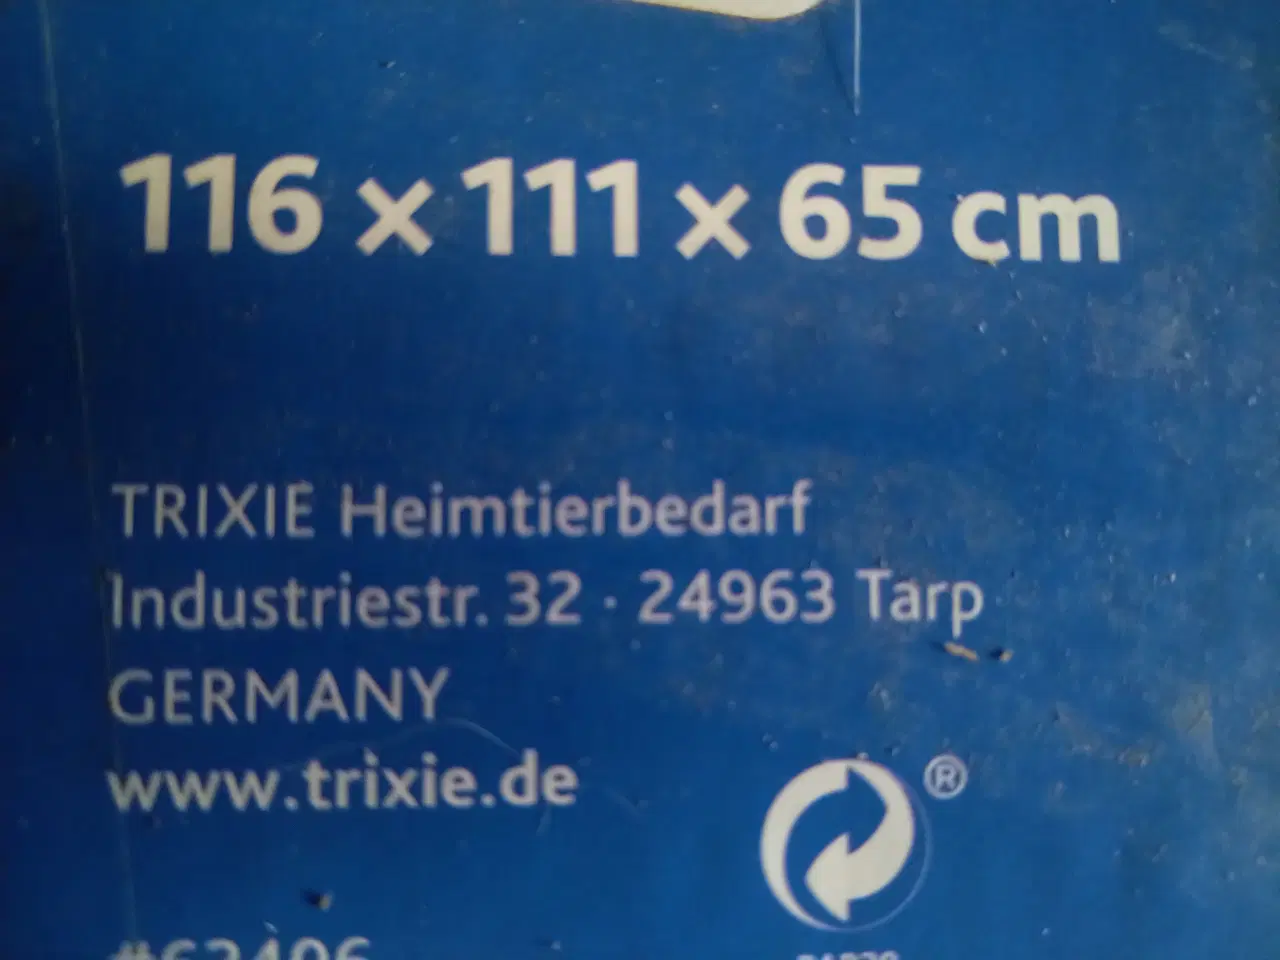 116 x 111 x 65 cm
TRIXIE Heimtierbedarf
Industriestr. 32 · 24963 Tarp
GERMANY
www.trixie.de
®